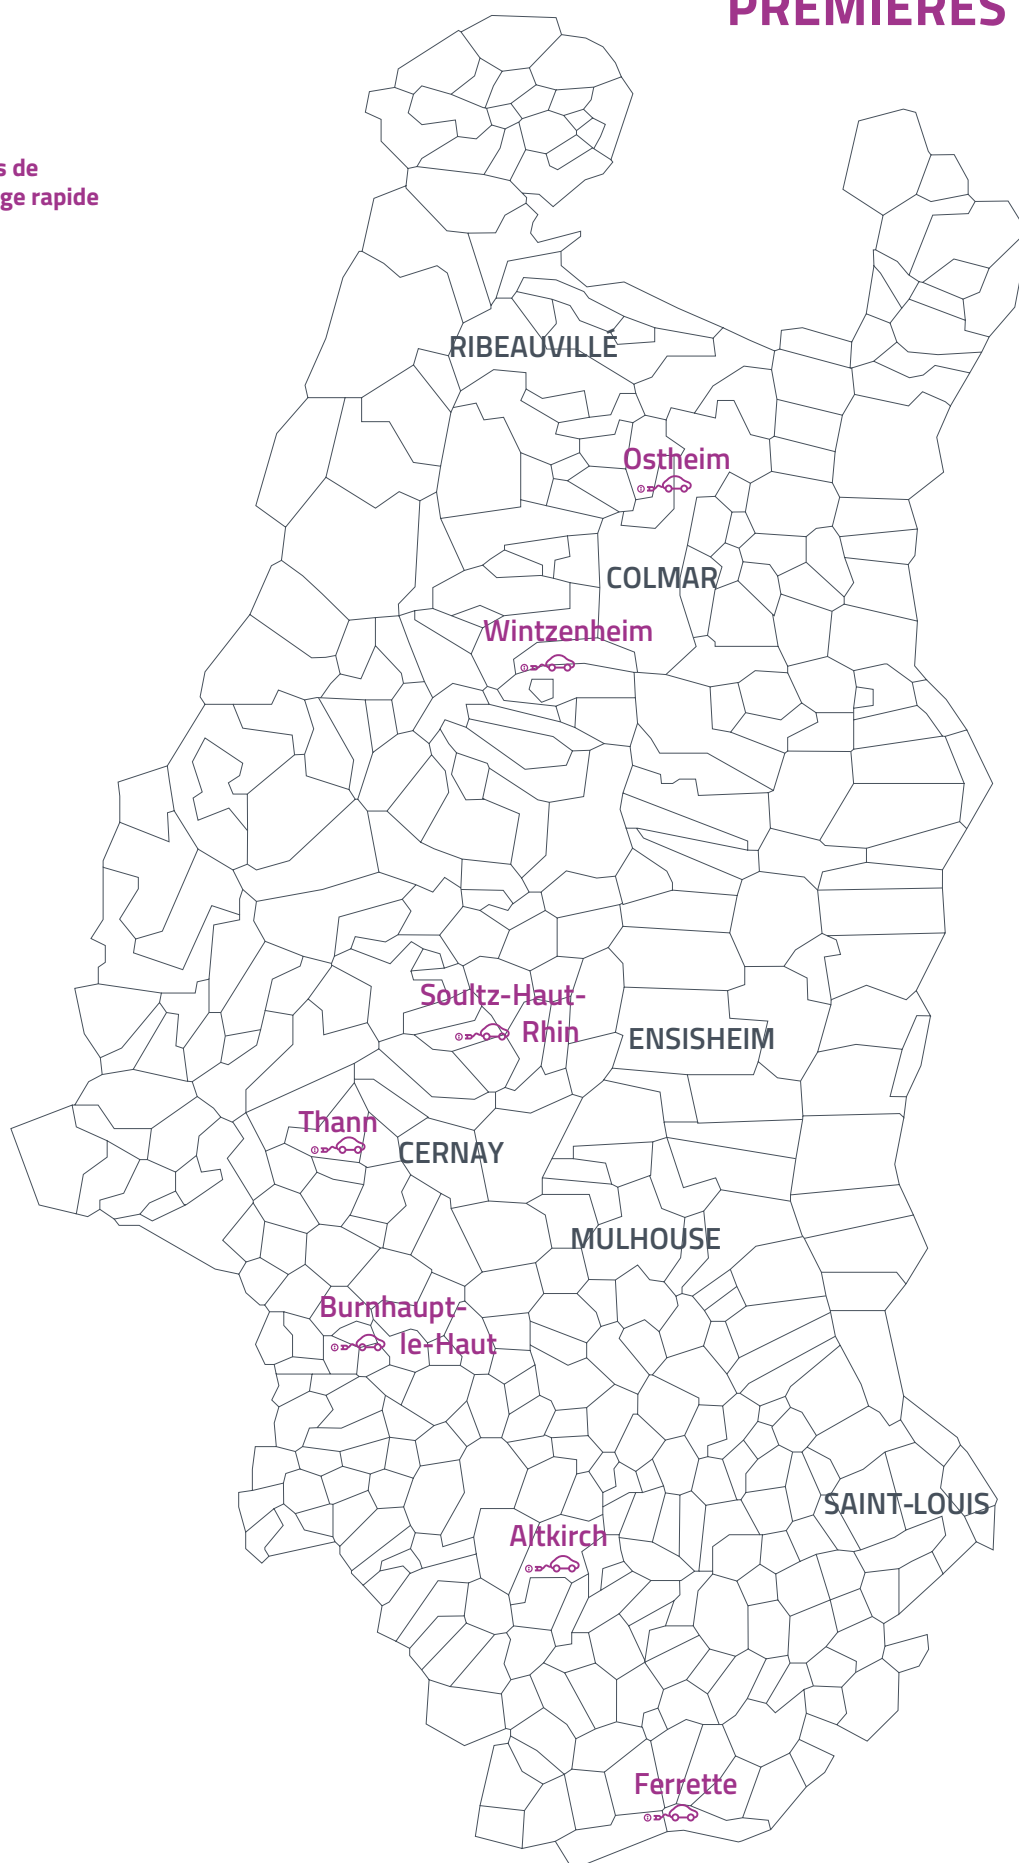 PREMIÈRES
s de
ge rapide
RIBEAUVILLÉ
Ostheim
COLMAR
Wintzenheim
Soultz-Haut-
Rhin
ENSISHEIM
Thann
CERNAY
MULHOUSE
Burnhaupt-
le-Haut
SAINT-LOUIS
Altkirch
Ferrette